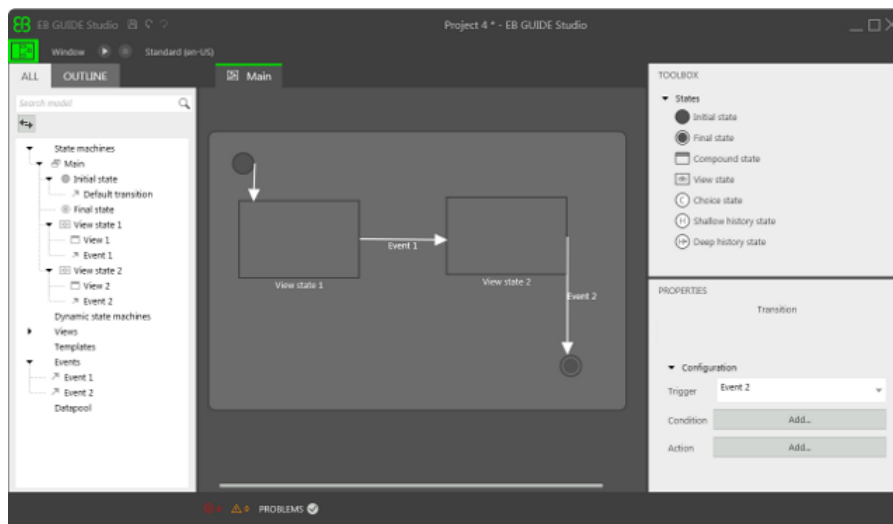 EB GUIDE Studio
Project 4 * - EB GUIDE Studio
Window
Standard (en-US)
ALL
OUTLINE
Search model
State machines
Main
Initial state
Default transition
Final state
View state 1
View 1
Event 1
View state 2
View 2
Event 2
Dynamic state machines
Views
Templates
Events
Event 1
Event 2
Datapool
Main
View state 1
Event 1
View state 2
Event 2
TOOLBOX
States
Initial state
Final state
Compound state
View state
Choice state
Shallow history state
Deep history state
PROPERTIES
Transition
Configuration
Trigger
Event 2
Condition
Add...
Action
Add...
0
0
PROBLEMS